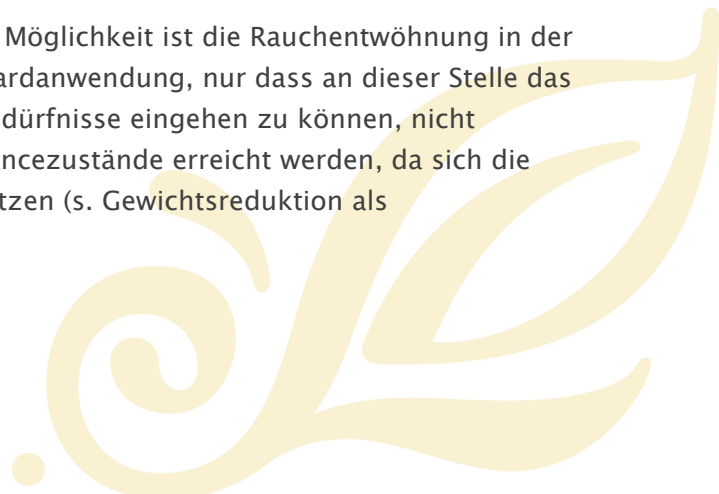 Möglichkeit ist die Rauchentwöhnung in der
ardanwendung, nur dass an dieser Stelle das
dürfnisse eingehen zu können, nicht
ncezustände erreicht werden, da sich die
tzen (s. Gewichtsreduktion als